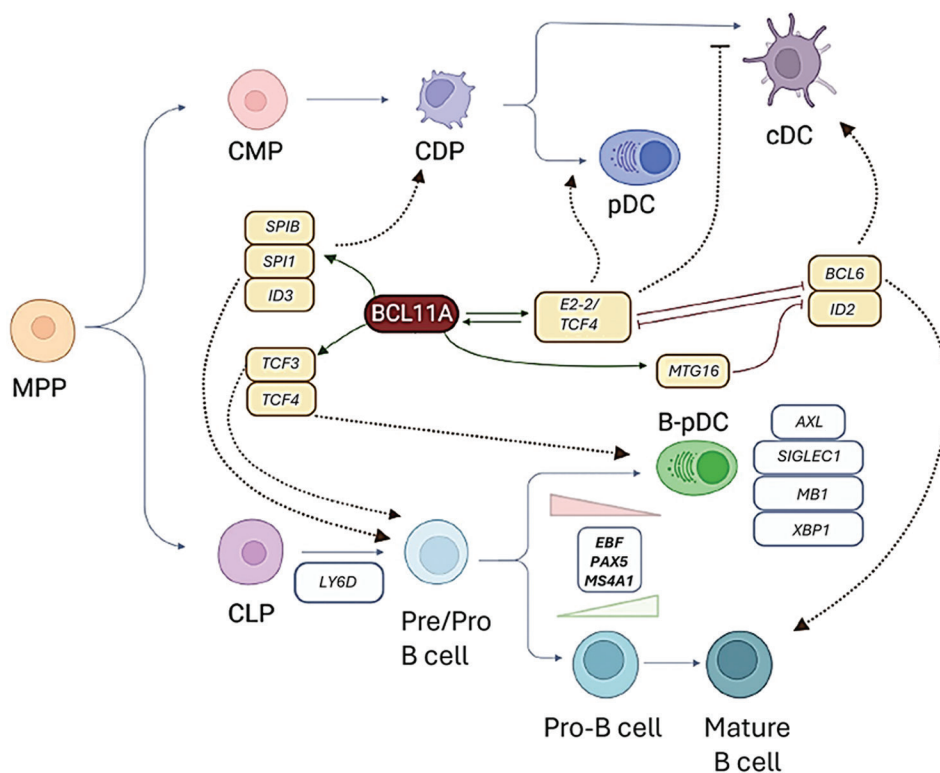 CMP
CDP
cDC
pDC
SPIB
SPI1
ID3
BCL11A
E2-2/
TCF4
BCL6
ID2
MPP
TCF3
TCF4
MTG16
B-pDC
AXL
SIGLEC1
MB1
XBP1
EBF
PAX5
MS4A1
CLP
LY6D
Pre/Pro
B cell
Pro-B cell
Mature
B cell